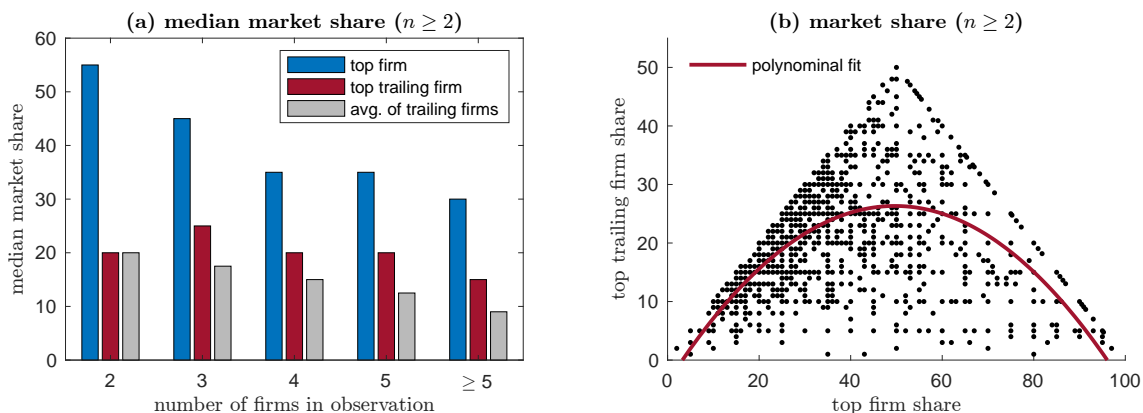 (a) median market share (n ≥ 2)
60
50
40
30
20
10
0
median market share
top firm
top trailing firm
avg. of trailing firms
2 3 4 5 ≥ 5
number of firms in observation
(b) market share (n ≥ 2)
50
40
30
20
10
0
top trailing firm share
polynominal fit
0 20 40 60 80 100
top firm share